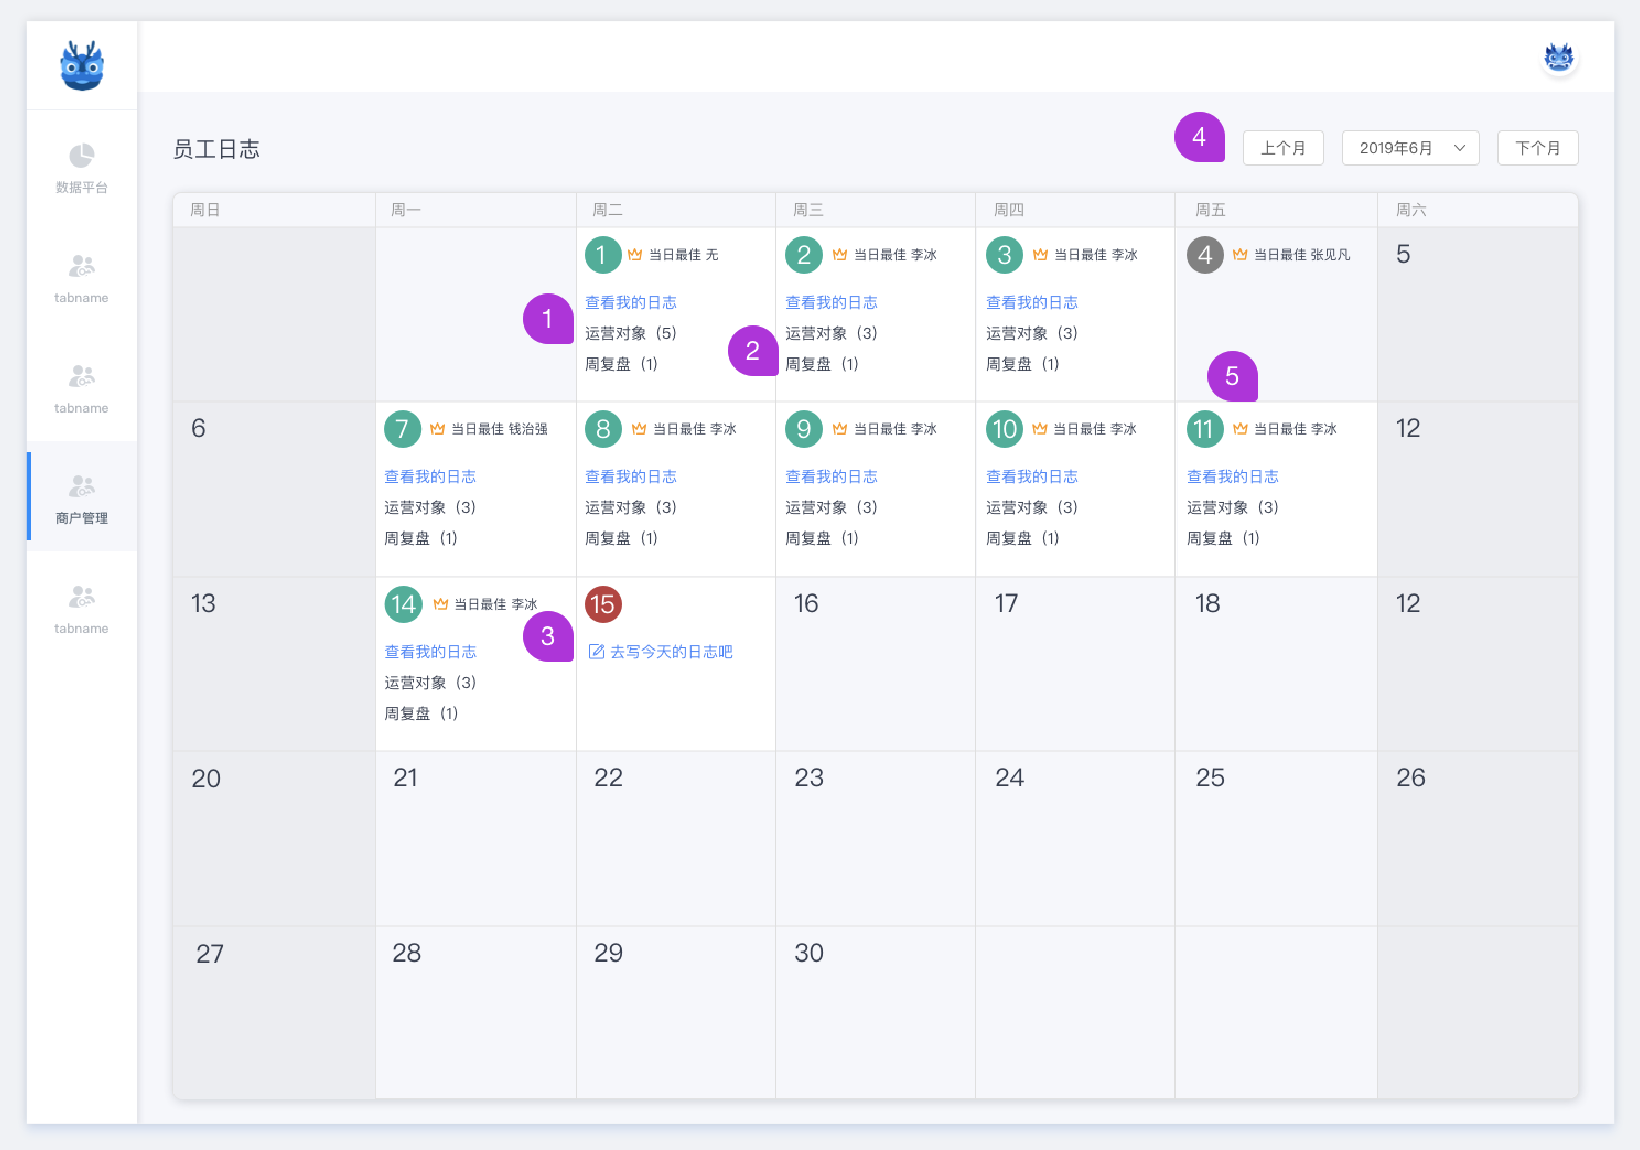 4
员工日志
上个月
2019年6月
下个月
数据平台
tabname
tabname
商户管理
tabname
周日
周一
周二
周三
周四
周五
周六
1 当日最佳 无
查看我的日志
运营对象（5）
周复盘（1）
1
2 当日最佳 李冰
查看我的日志
运营对象（3）
周复盘（1）
2
3 当日最佳 李冰
查看我的日志
运营对象（3）
周复盘（1）
4 当日最佳 张见凡
5
5
6
7 当日最佳 钱治强
查看我的日志
运营对象（3）
周复盘（1）
8 当日最佳 李冰
查看我的日志
运营对象（3）
周复盘（1）
9 当日最佳 李冰
查看我的日志
运营对象（3）
周复盘（1）
10 当日最佳 李冰
查看我的日志
运营对象（3）
周复盘（1）
11 当日最佳 李冰
查看我的日志
运营对象（3）
周复盘（1）
12
13
14 当日最佳 李冰
查看我的日志
运营对象（3）
周复盘（1）
3
15
去写今天的日志吧
16
17
18
12
20
21
22
23
24
25
26
27
28
29
30